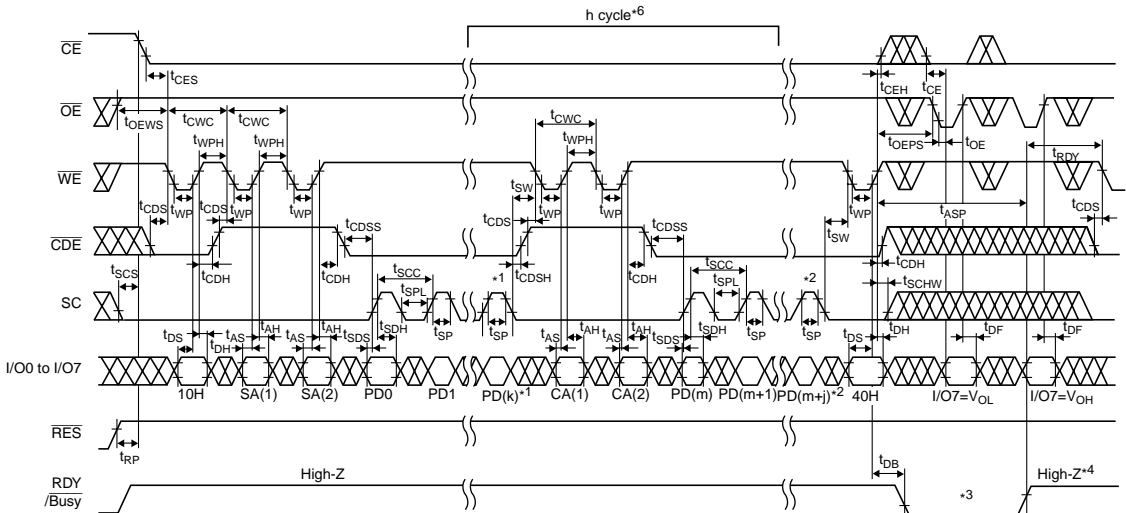 h cycle*6
CE
tCES
tCEH
tCE
OE
tOEWS
tCWC
tCWC
tCWC
tOEPS
tOE
tWPH
tWPH
tWPH
tRDY
WE
tWP
tWP
tWP
tSW
tWP
tWP
tWP
tCDS
tCDS
tCDSS
tCDS
tCDSS
tSW
tASP
tCDS
CDE
tCDH
tCDH
tCDSH
tCDH
tCDH
tSCS
tSCC
*1
tSCC
*2
tSPL
tSPL
tSCHW
SC
tSP
tSP
tSP
tSP
tDS
tDH
tAS
tAH
tAS
tAH
tSDS
tSDH
tAS
tAH
tAS
tAH
tSDS
tSDH
tDS
tDH
tDF
tDF
I/O0 to I/O7
10H
SA(1)
SA(2)
PD0
PD1
PD(k)*1
CA(1)
CA(2)
PD(m)
PD(m+1)
PD(m+j)*2
40H
I/O7=VOL
I/O7=VOH
RES
tRP
RDY
/Busy
High-Z
tDB
*3
High-Z*4